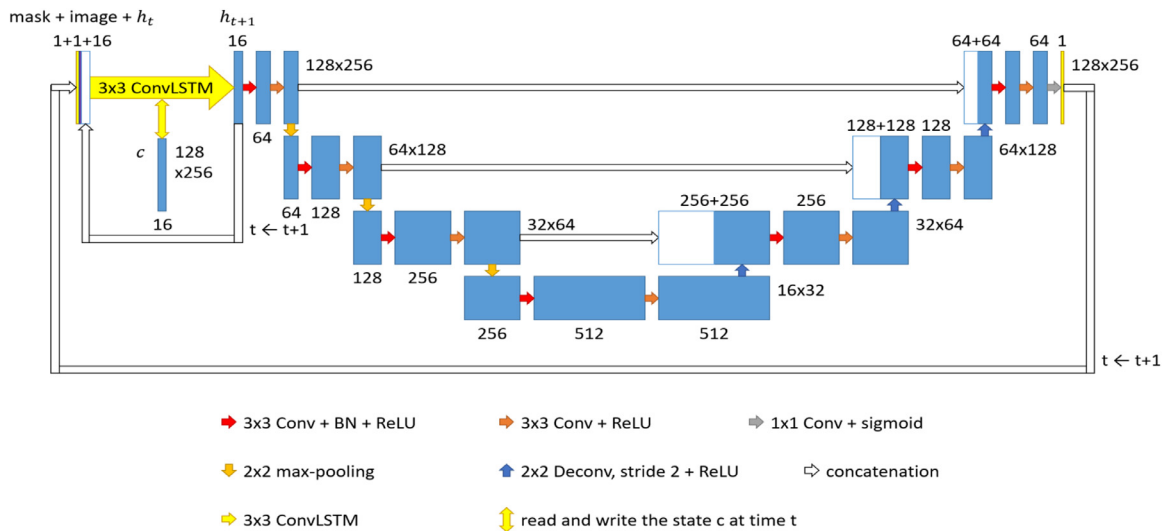 mask + image + hₜ
hₜ₊₁
1+1+16
16
64+64
64
1
3x3 ConvLSTM
128x256
128x256
64
c
128
x256
16
128+128
128
64x128
64x128
64
128
256+256
256
t ← t+1
32x64
32x64
128
256
16x32
256
512
512
t ← t+1
3x3 Conv + BN + ReLU
3x3 Conv + ReLU
1x1 Conv + sigmoid
2x2 max-pooling
2x2 Deconv, stride 2 + ReLU
concatenation
3x3 ConvLSTM
read and write the state c at time t